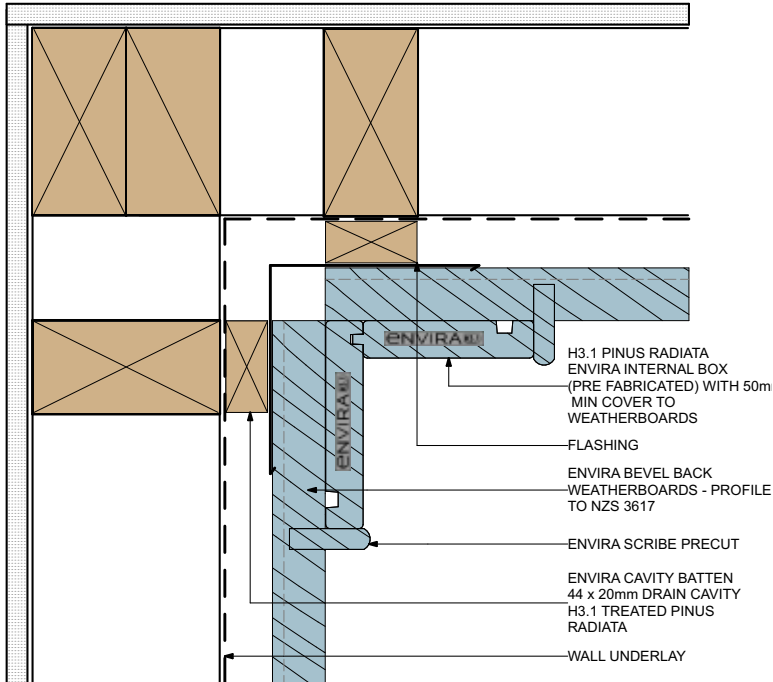 ENVIRA
ENVIRA
H3.1 PINUS RADIATA
ENVIRA INTERNAL BOX
(PRE FABRICATED) WITH 50m
MIN COVER TO
WEATHERBOARDS
FLASHING
ENVIRA BEVEL BACK
WEATHERBOARDS - PROFILE
TO NZS 3617
ENVIRA SCRIBE PRECUT
ENVIRA CAVITY BATTEN
44 x 20mm DRAIN CAVITY
H3.1 TREATED PINUS
RADIATA
WALL UNDERLAY